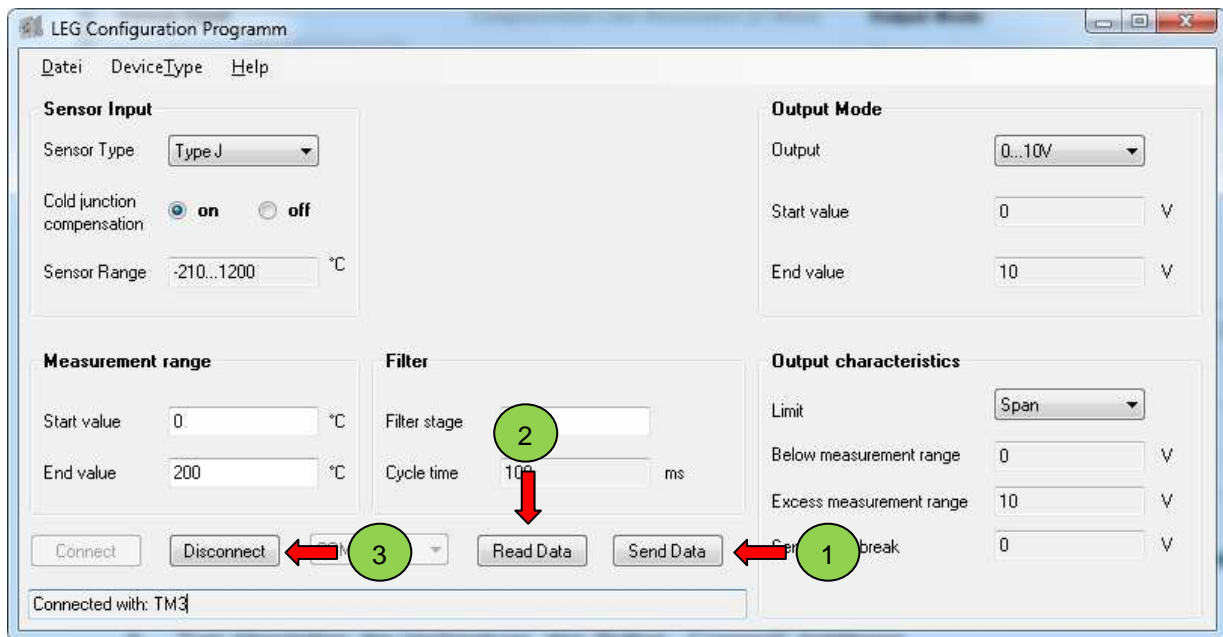 LEG Configuration Programm
Datei DeviceType Help
Sensor Input
Sensor Type Type J
Cold junction
compensation on off
Sensor Range -210...1200 °C
Output Mode
Output 0...10V
Start value 0 V
End value 10 V
Measurement range
Start value 0 °C
End value 200 °C
Filter
Filter stage
2
Cycle time ms
Output characteristics
Limit Span
Below measurement range 0 V
Excess measurement range 10 V
break 0 V
Connect Disconnect 3 Read Data Send Data 1
Connected with: TM3